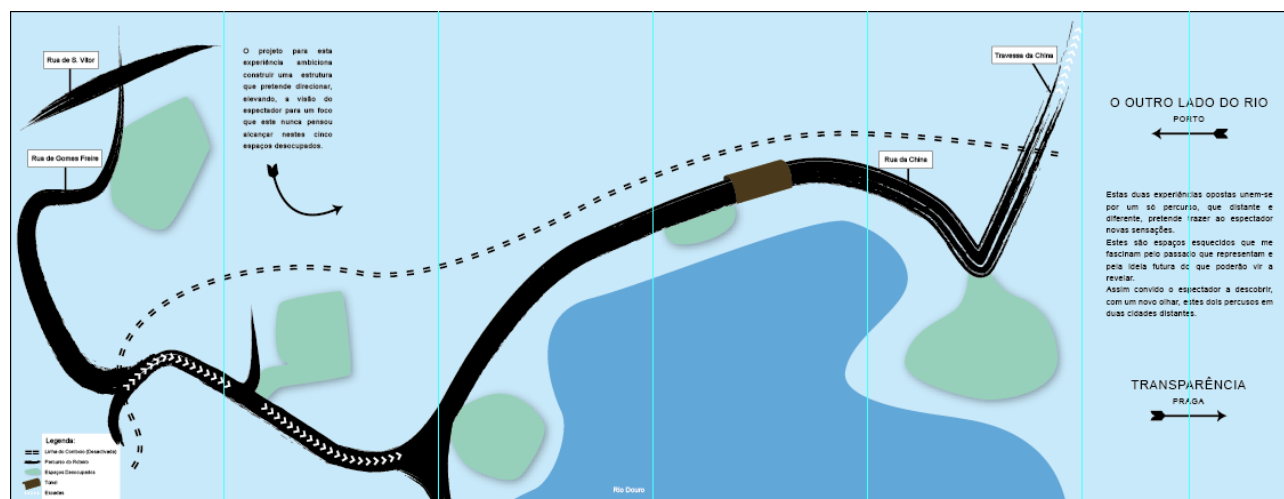 Rua de S. Vitor
Rua de Gomes Freire
O projeto para esta
experiência ambiciona
construir uma estrutura
que pretende direcionar,
elevando, a visão do
espectador para um foco
que este nunca pensou
alcançar nestes cinco
espaços desocupados.
Travessa da China
Rua da China
O OUTRO LADO DO RIO
PORTO
Estas duas experiências opostas unem-se
por um só percurso, que distante e
diferente, pretende trazer ao espectador
novas sensações.
Estes são espaços esquecidos que me
fascinam pelo passado que representam e
pela ideia futura do que poderão vir a
revelar.
Assim convido o espectador a descobrir,
com um novo olhar, estes dois percusos em
duas cidades distantes.
TRANSPARÊNCIA
PRAGA
Legenda:
Linha do Comboio (Desactivada)
Percurso do Roteiro
Espaços Desocupados
Túnel
Escadas
Rio Douro